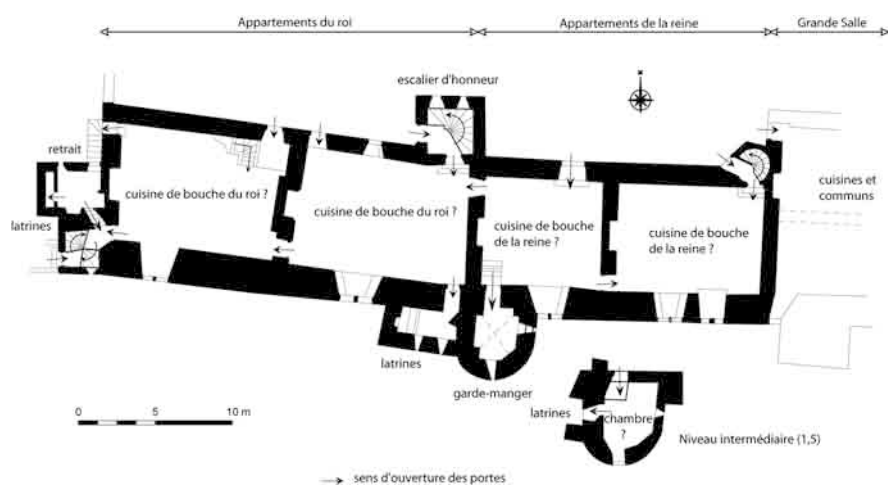 Appartements du roi
Appartements de la reine
Grande Salle
escalier d'honneur
retrait
cuisine de bouche du roi ?
cuisine de bouche du roi ?
cuisine de bouche
de la reine ?
cuisine de bouche
de la reine ?
cuisines et
communs
latrines
latrines
garde-manger
latrines
chambre
?
Niveau intermédiaire (1,5)
0 5 10 m
sens d'ouverture des portes